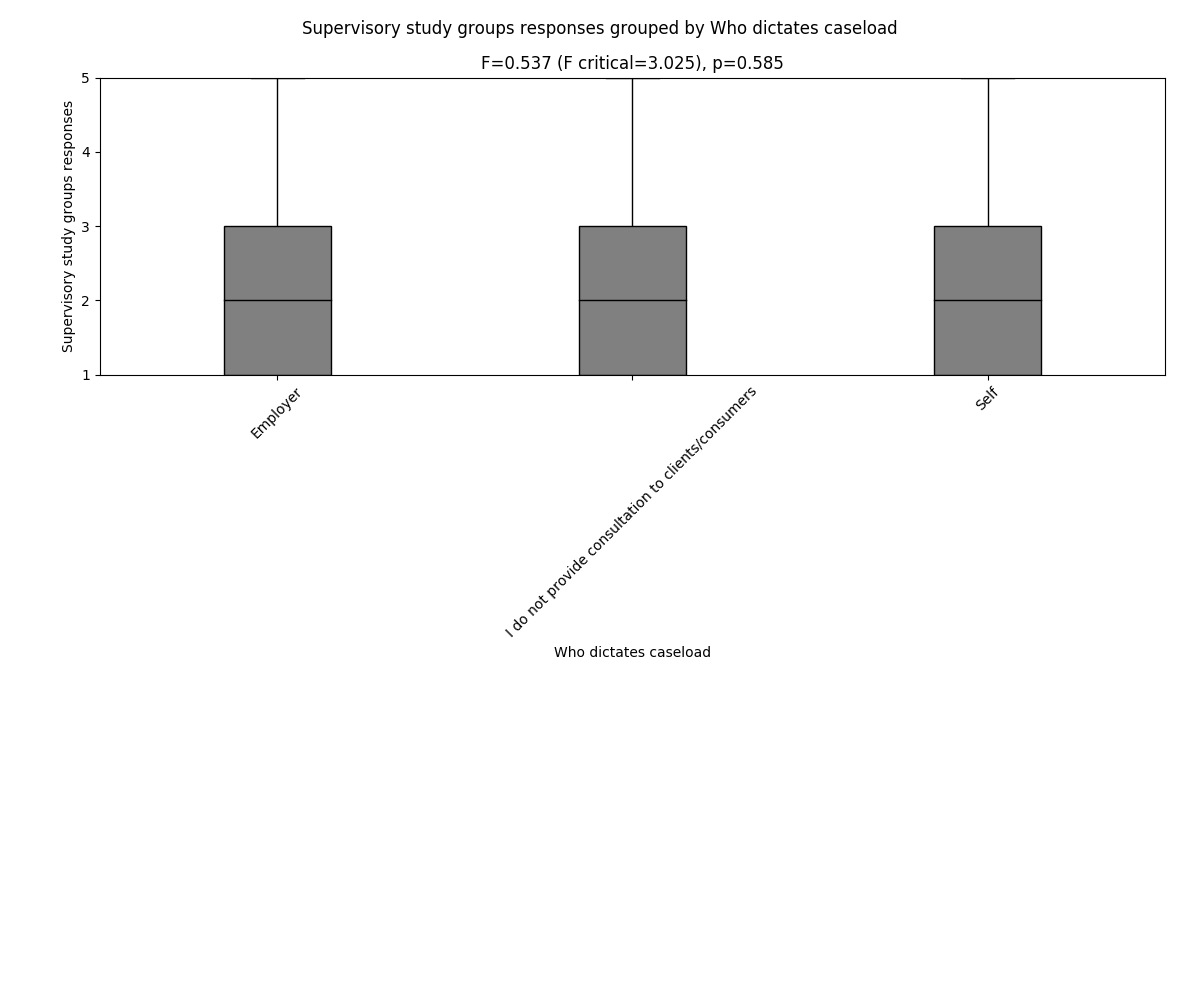 Supervisory study groups responses grouped by Who dictates caseload
F=0.537 (F critical=3.025), p=0.585
Supervisory study groups responses
5
4
3
2
1
Employer
I do not provide consultation to clients/consumers
Self
Who dictates caseload